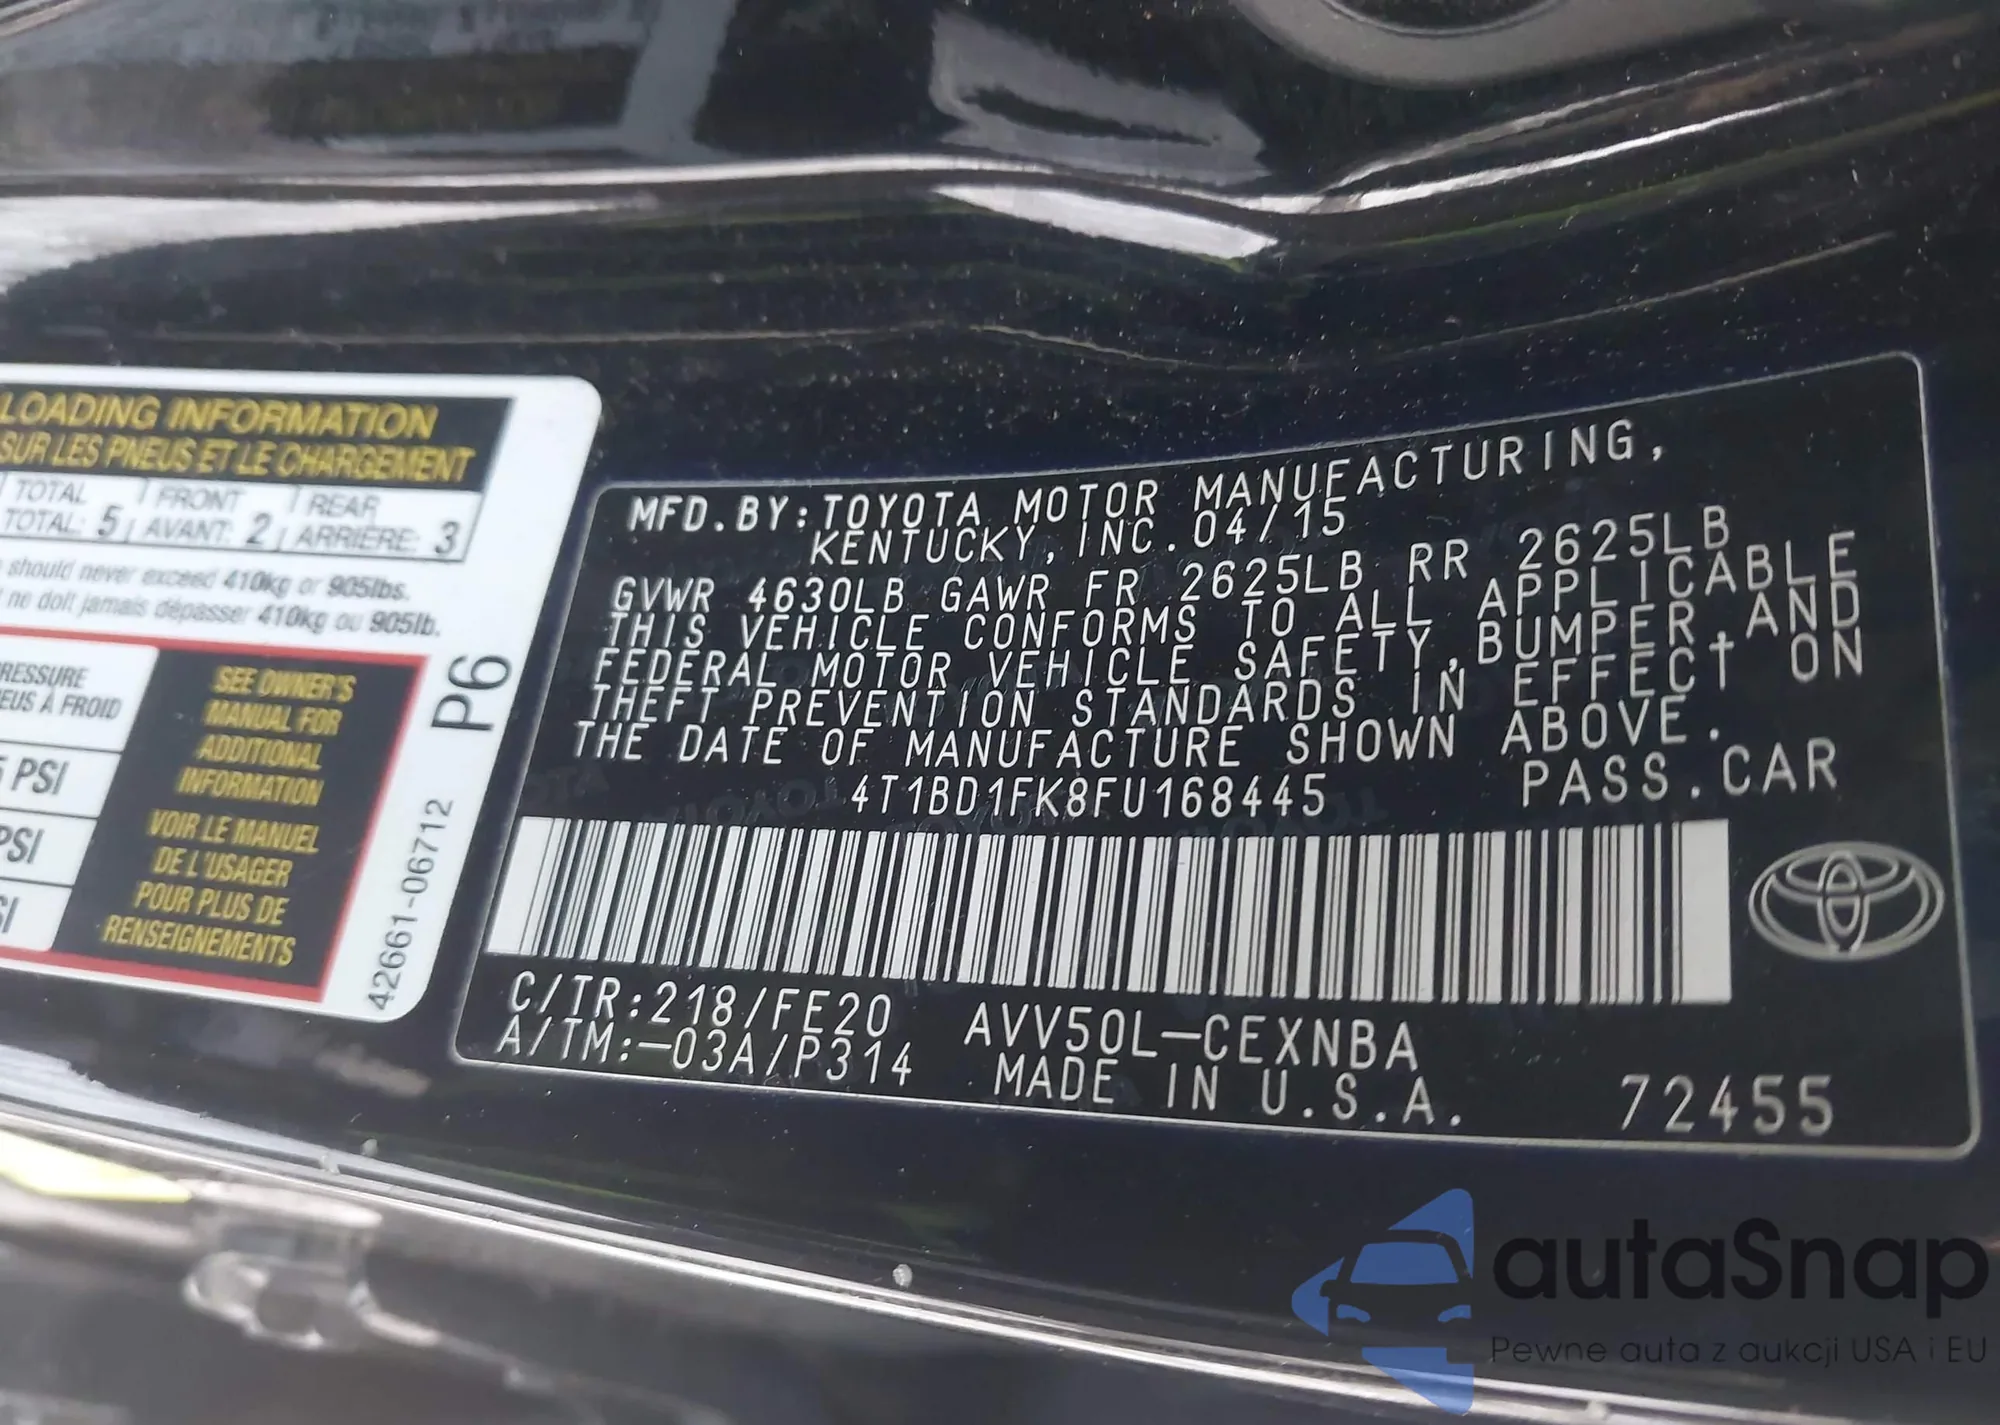 LOADING INFORMATION
SUR LES PNEUS ET LE CHARGEMENT
TOTAL FRONT REAR
TOTAL: 5 AVANT: 2 ARRIÈRE: 3
should never exceed 410kg or 905lbs.
ne doit jamais dépasser 410kg ou 905lb.
RESSURE
EUS À FROID
PSI
PSI
SEE OWNER'S
MANUAL FOR
ADDITIONAL
INFORMATION
VOIR LE MANUEL
DE L'USAGER
POUR PLUS DE
RENSEIGNEMENTS
P6
42661-06712
MFD.BY:TOYOTA MOTOR MANUFACTURING,
KENTUCKY, INC. 04/15
GVWR 4630LB GAWR FR 2625LB RR 2625LB
THIS VEHICLE CONFORMS TO ALL APPLICABLE
FEDERAL MOTOR VEHICLE SAFETY, BUMPER, AND
THEFT PREVENTION STANDARDS IN EFFECT ON
THE DATE OF MANUFACTURE SHOWN ABOVE.
4T1BD1FK8FU168445 PASS.CAR
C/TR:218/FE20 AVV50L-CEXNBA
A/TM:-03A/P314 MADE IN U.S.A. 72455
autaSnap
Pewne auta z aukcji USA i EU